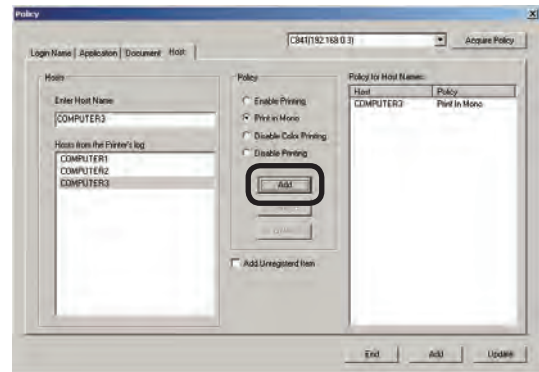 Policy
C841(192.168.0.3)
Acquire Policy
Login Name
Application
Document
Host
Hosts
Enter Host Name
COMPUTER3
Hosts from the Printer's log
COMPUTER1
COMPUTER2
COMPUTER3
Policy
Enable Printing
Print in Mono
Disable Color Printing
Disable Printing
Add
Add Unregisterd Item
Policy for Host Names:
Host Policy
COMPUTER3 Print In Mono
End
Add
Update